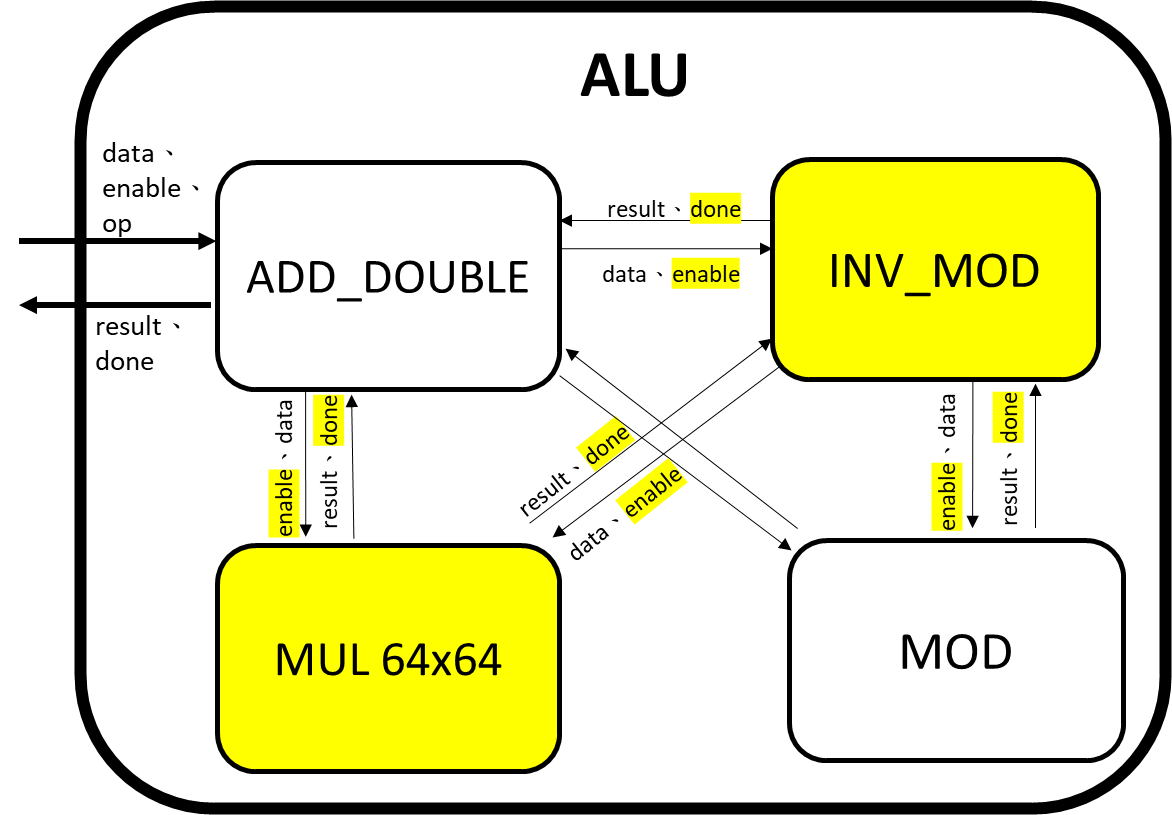 ALU
data、
enable、
op
result、
done
ADD_DOUBLE
result、done
data、enable
INV_MOD
enable、data
result、done
result、done
data、enable
enable、data
result、done
MUL 64x64
MOD